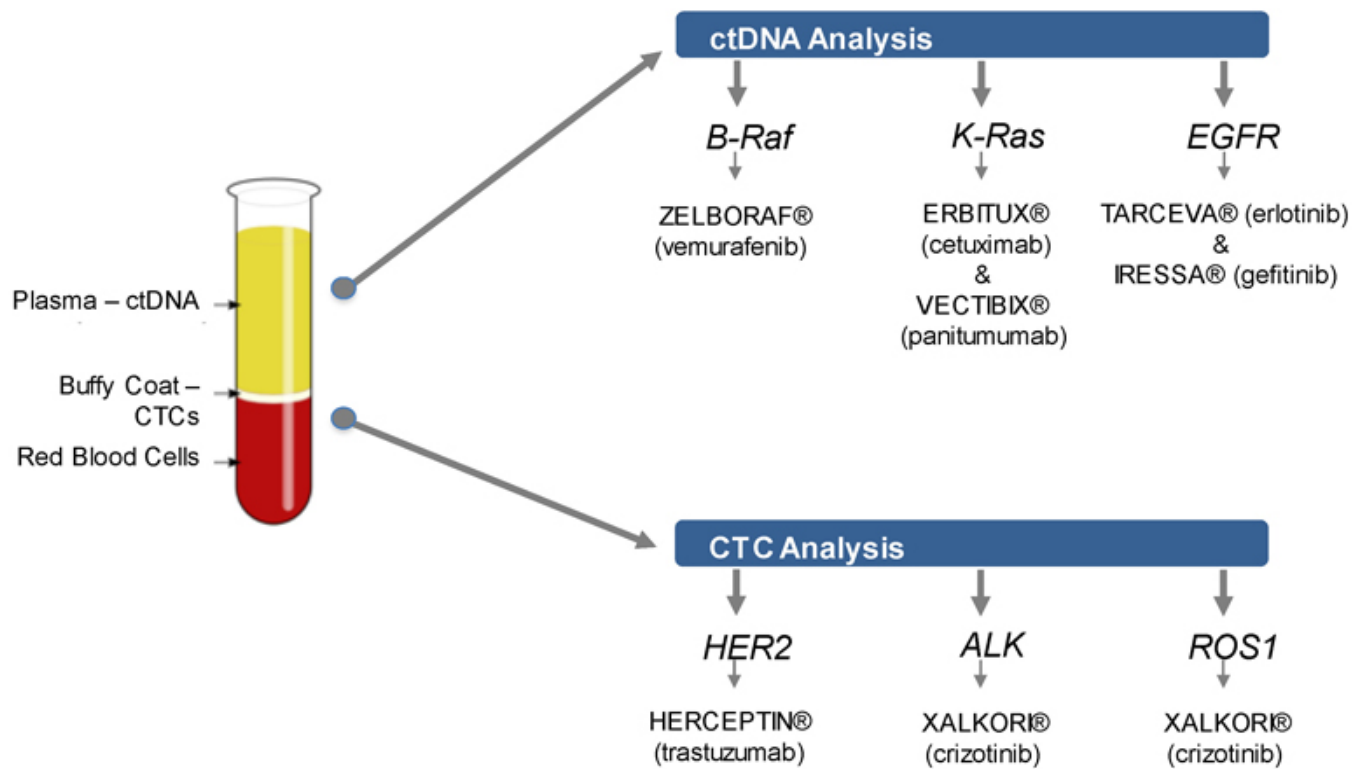 Plasma – ctDNA
Buffy Coat –
CTCs
Red Blood Cells
ctDNA Analysis
B-Raf
K-Ras
EGFR
ZELBORAF®
(vemurafenib)
ERBITUX®
(cetuximab)
&
VECTIBIX®
(panitumumab)
TARCEVA® (erlotinib)
&
IRESSA® (gefitinib)
CTC Analysis
HER2
ALK
ROS1
HERCEPTIN®
(trastuzumab)
XALKORI®
(crizotinib)
XALKORI®
(crizotinib)